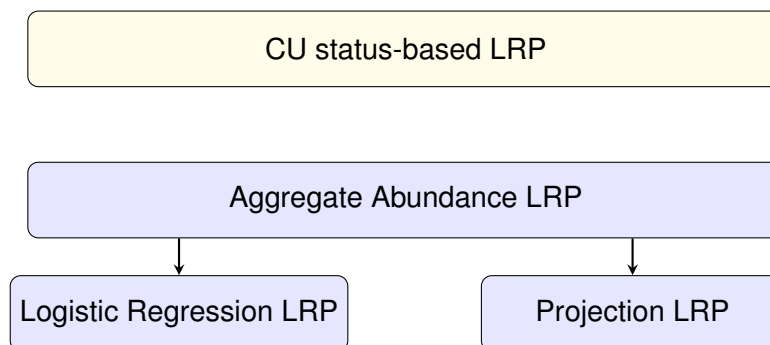 CU status-based LRP
Aggregate Abundance LRP
Logistic Regression LRP
Projection LRP